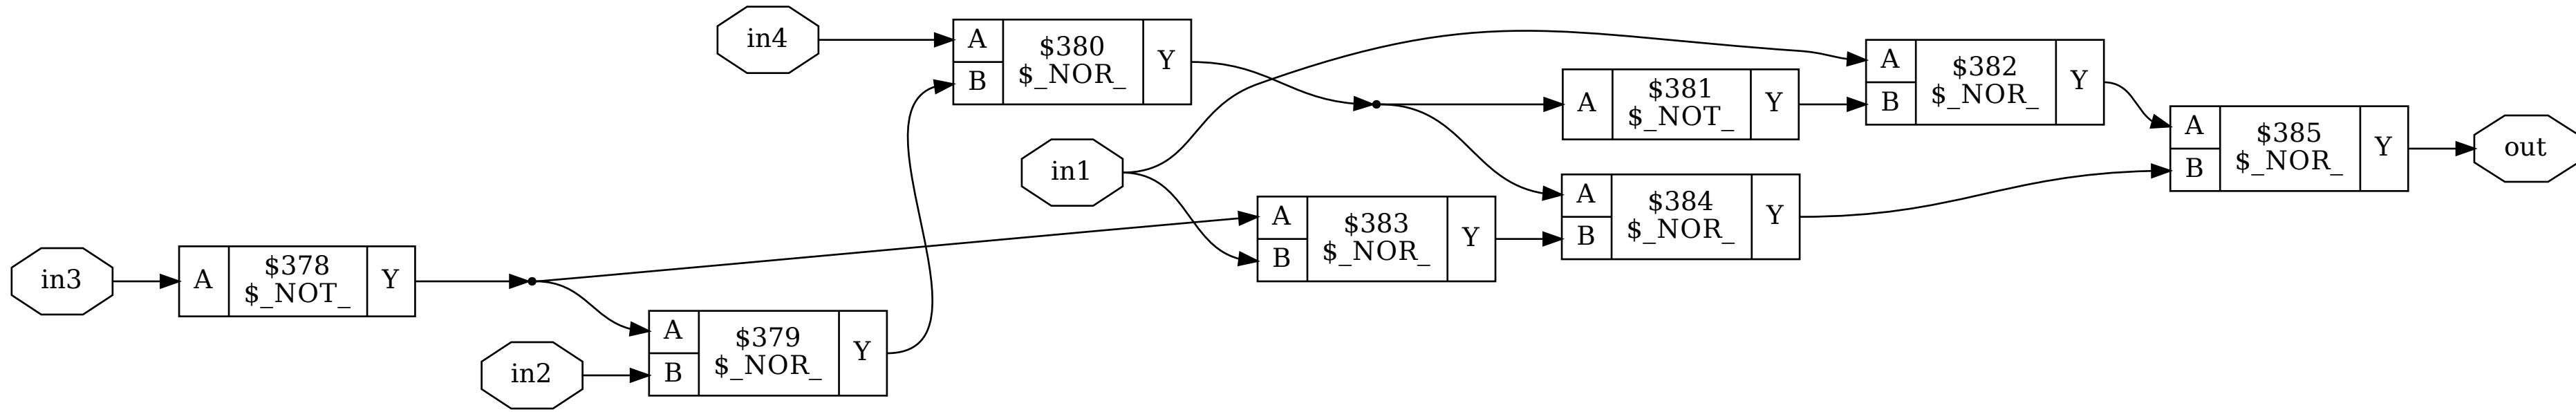 in4
A
B
$380
$_NOR_
Y
in1
A
$381
$_NOT_
Y
A
B
$382
$_NOR_
Y
A
B
$385
$_NOR_
Y
out
in3
A
$378
$_NOT_
Y
A
B
$383
$_NOR_
Y
A
B
$384
$_NOR_
Y
in2
A
B
$379
$_NOR_
Y